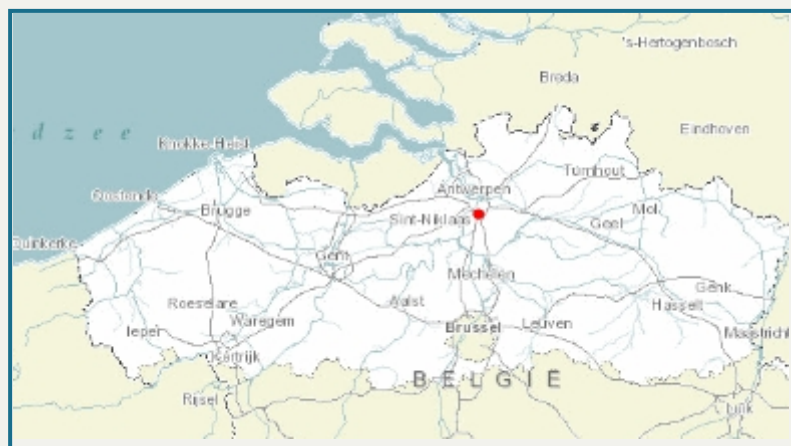 's-Hertogenbosch
Breda
d z e e
Eindhoven
Knokke-Heist
Turnhout
Antwerpen
Oostende
Mol
Brugge
Sint-Niklaas
Geel
Duinkerke
Gent
Mechelen
Genk
Roeselare
Aalst
Hasselt
Waregem
Brussel
Leuven
Ieper
Maastricht
Kortrijk
BELGIË
Rijsel
Luik